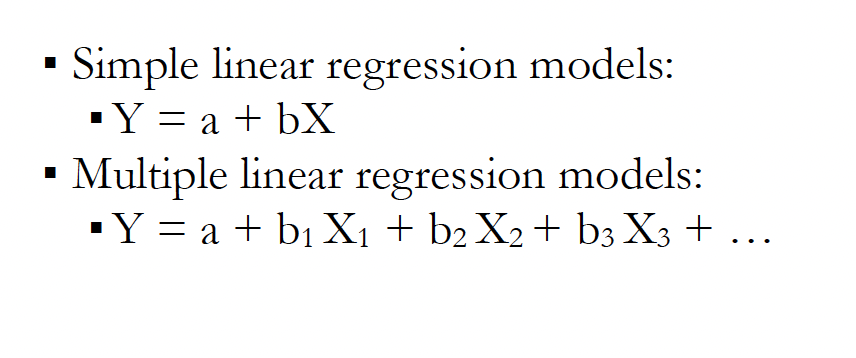 ▪ Simple linear regression models:
▪ Y = a + bX
▪ Multiple linear regression models:
▪ Y = a + b₁ X₁ + b₂ X₂ + b₃ X₃ + …